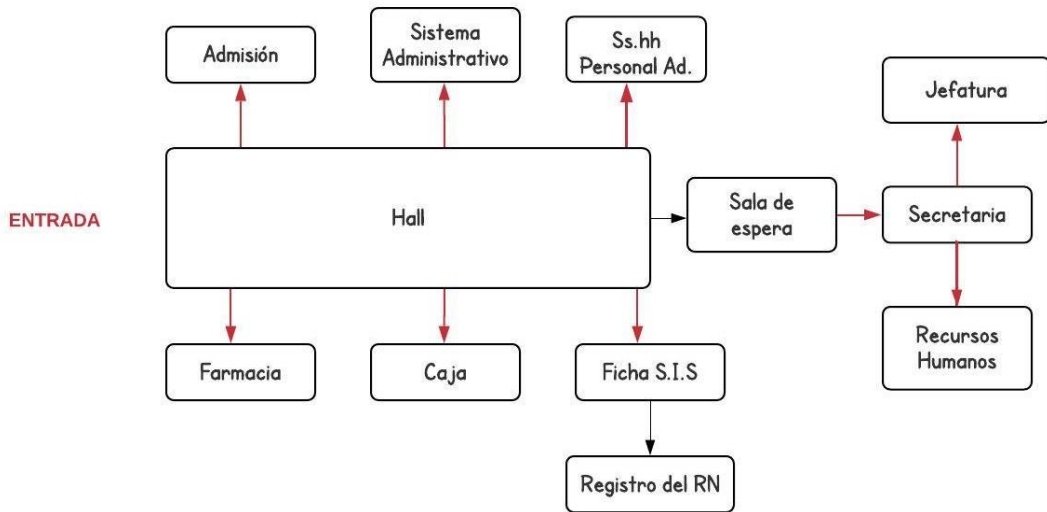 Admisión
Sistema
Administrativo
Ss.hh
Personal Ad.
Jefatura
ENTRADA
Hall
Sala de
espera
Secretaria
Farmacia
Caja
Ficha S.I.S
Recursos
Humanos
Registro del RN